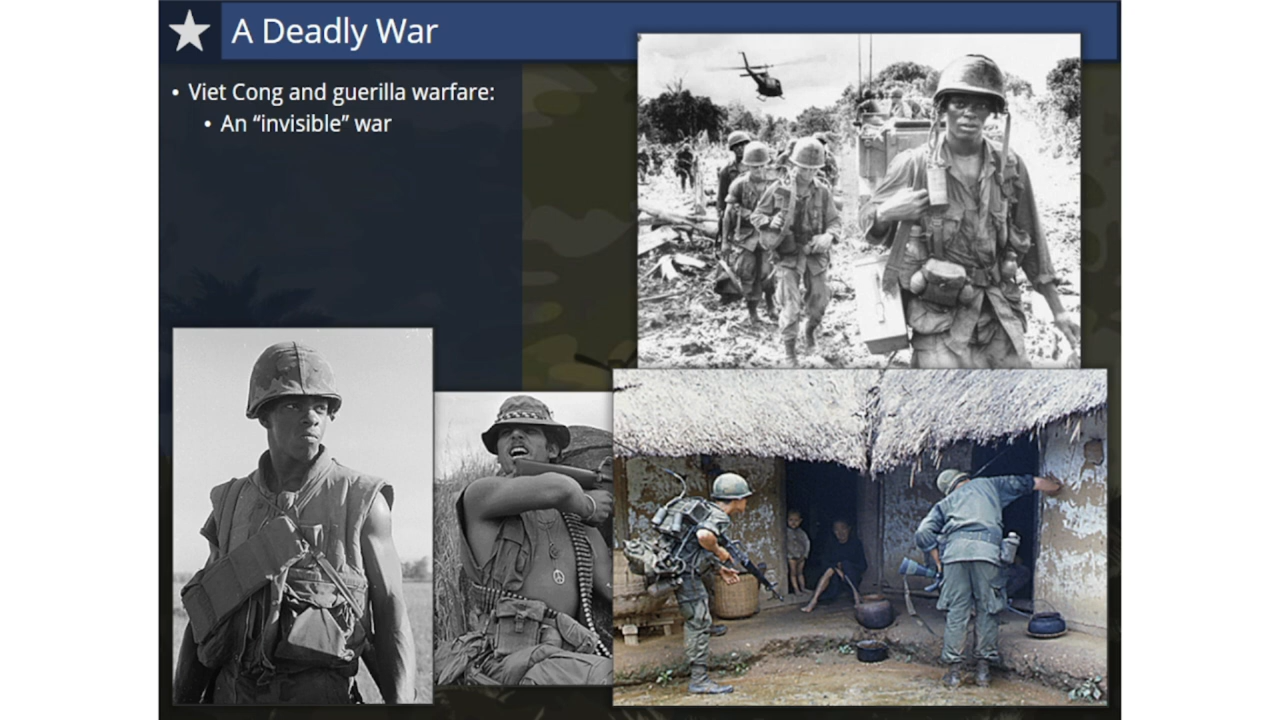 A Deadly War
• Viet Cong and guerilla warfare:
• An “invisible” war